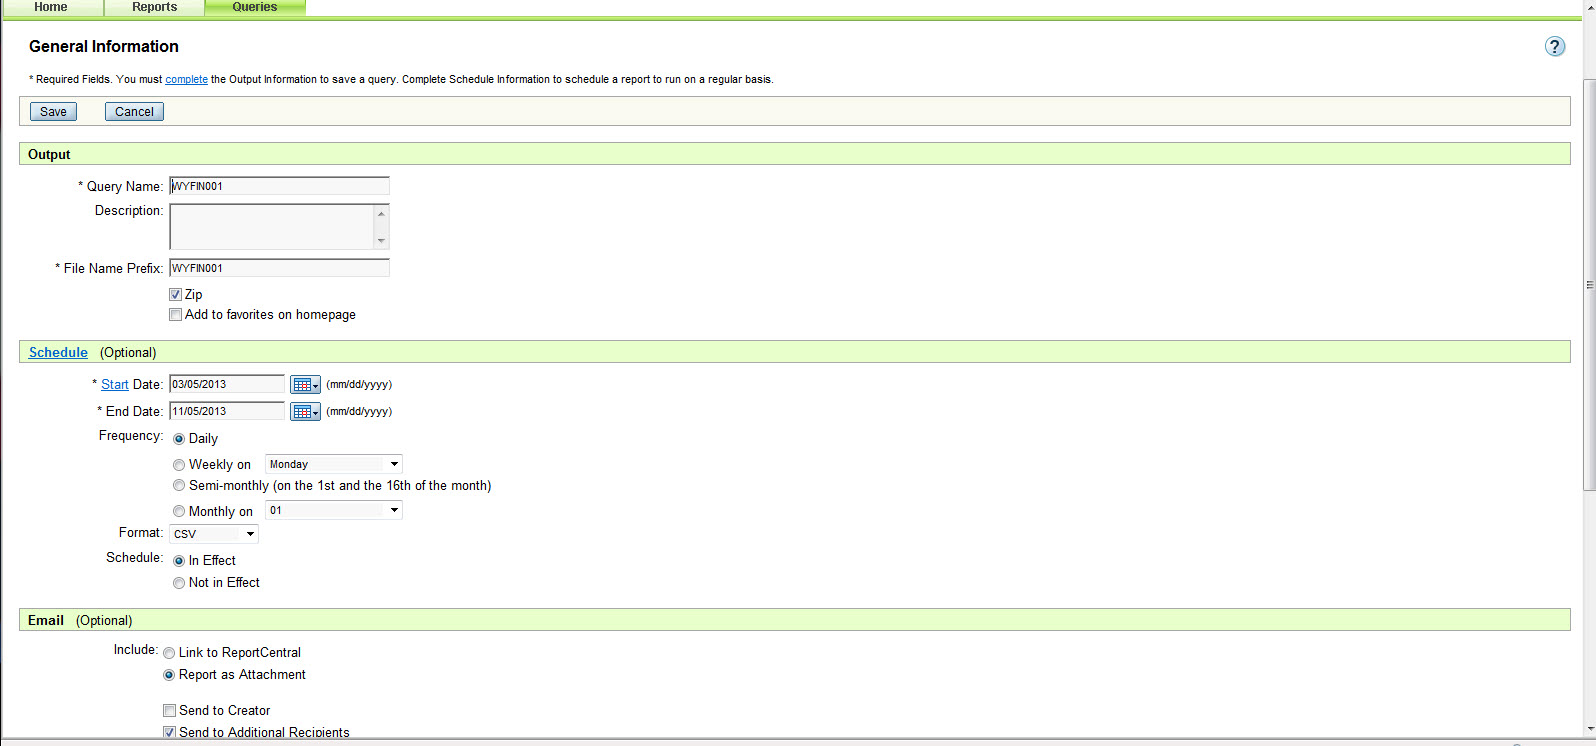 Home Reports Queries
General Information
?
* Required Fields. You must complete the Output Information to save a query. Complete Schedule Information to schedule a report to run on a regular basis.
Save Cancel
Output
* Query Name: WYFIN001
Description:
* File Name Prefix: WYFIN001
Zip
Add to favorites on homepage
Schedule (Optional)
* Start Date: 03/05/2013 (mm/dd/yyyy)
* End Date: 11/05/2013 (mm/dd/yyyy)
Frequency: Daily
Weekly on Monday
Semi-monthly (on the 1st and the 16th of the month)
Monthly on 01
Format: CSV
Schedule: In Effect
Not in Effect
Email (Optional)
Include: Link to ReportCentral
Report as Attachment
Send to Creator
Send to Additional Recipients